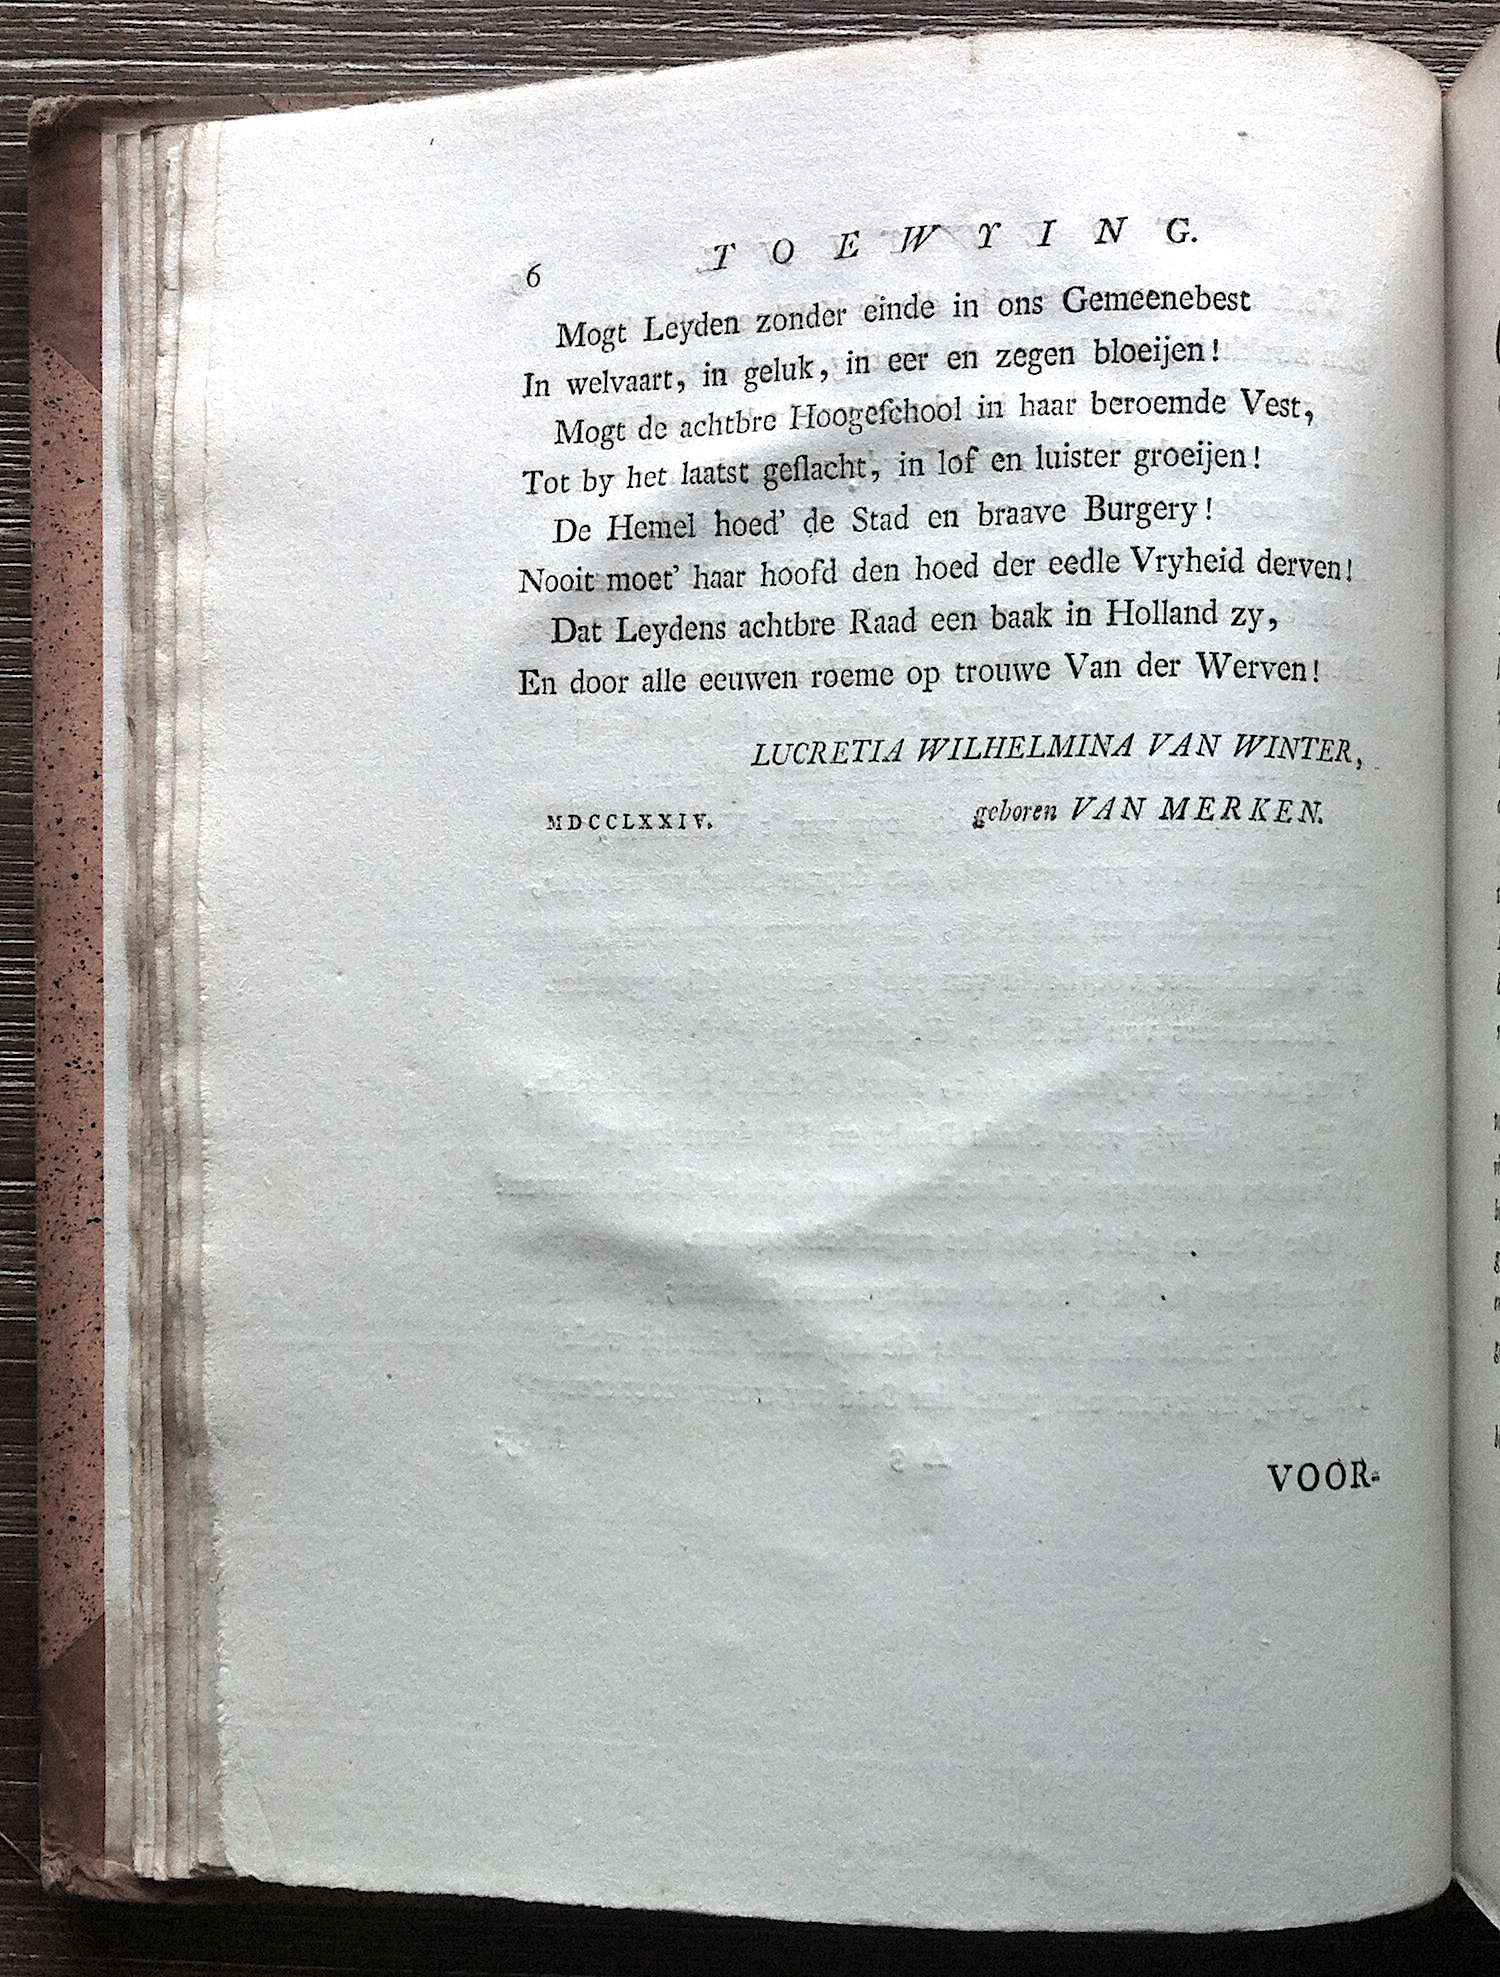 6 TOEWYING.
Mogt Leyden zonder einde in ons Gemeenebest
In welvaart, in geluk, in eer en zegen bloeijen!
Mogt de achtbre Hoogeſchool in haar beroemde Vest,
Tot by het laatst geſlacht, in lof en luister groeijen!
De Hemel hoed' de Stad en braave Burgery!
Nooit moet' haar hoofd den hoed der eedle Vryheid derven!
Dat Leydens achtbre Raad een baak in Holland zy,
En door alle eeuwen roeme op trouwe Van der Werven!
LUCRETIA WILHELMINA VAN WINTER,
MDCCLXXIV. geboren VAN MERKEN.
VOOR-